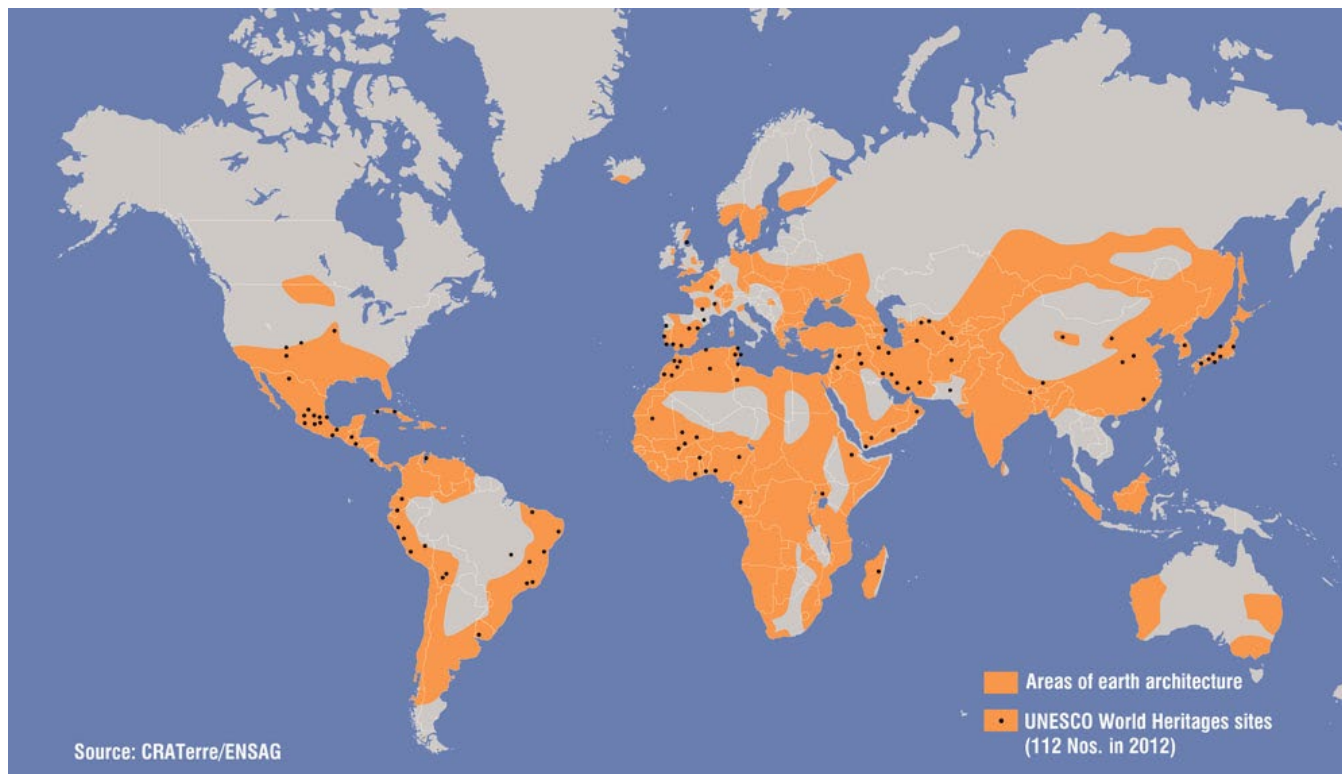 Areas of earth architecture
UNESCO World Heritages sites
(112 Nos. in 2012)
Source: CRATerre/ENSAG